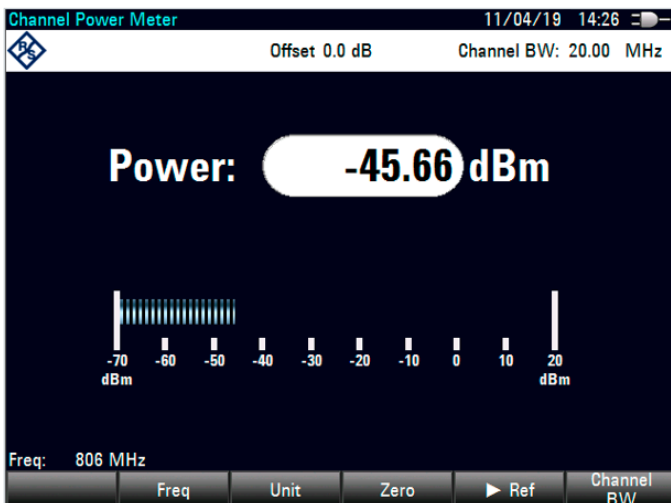 Channel Power Meter 11/04/19 14:26
R&S Offset 0.0 dB Channel BW: 20.00 MHz
Power: -45.66 dBm
-70 -60 -50 -40 -30 -20 -10 0 10 20
dBm dBm
Freq: 806 MHz
Freq Unit Zero ▶ Ref Channel BW